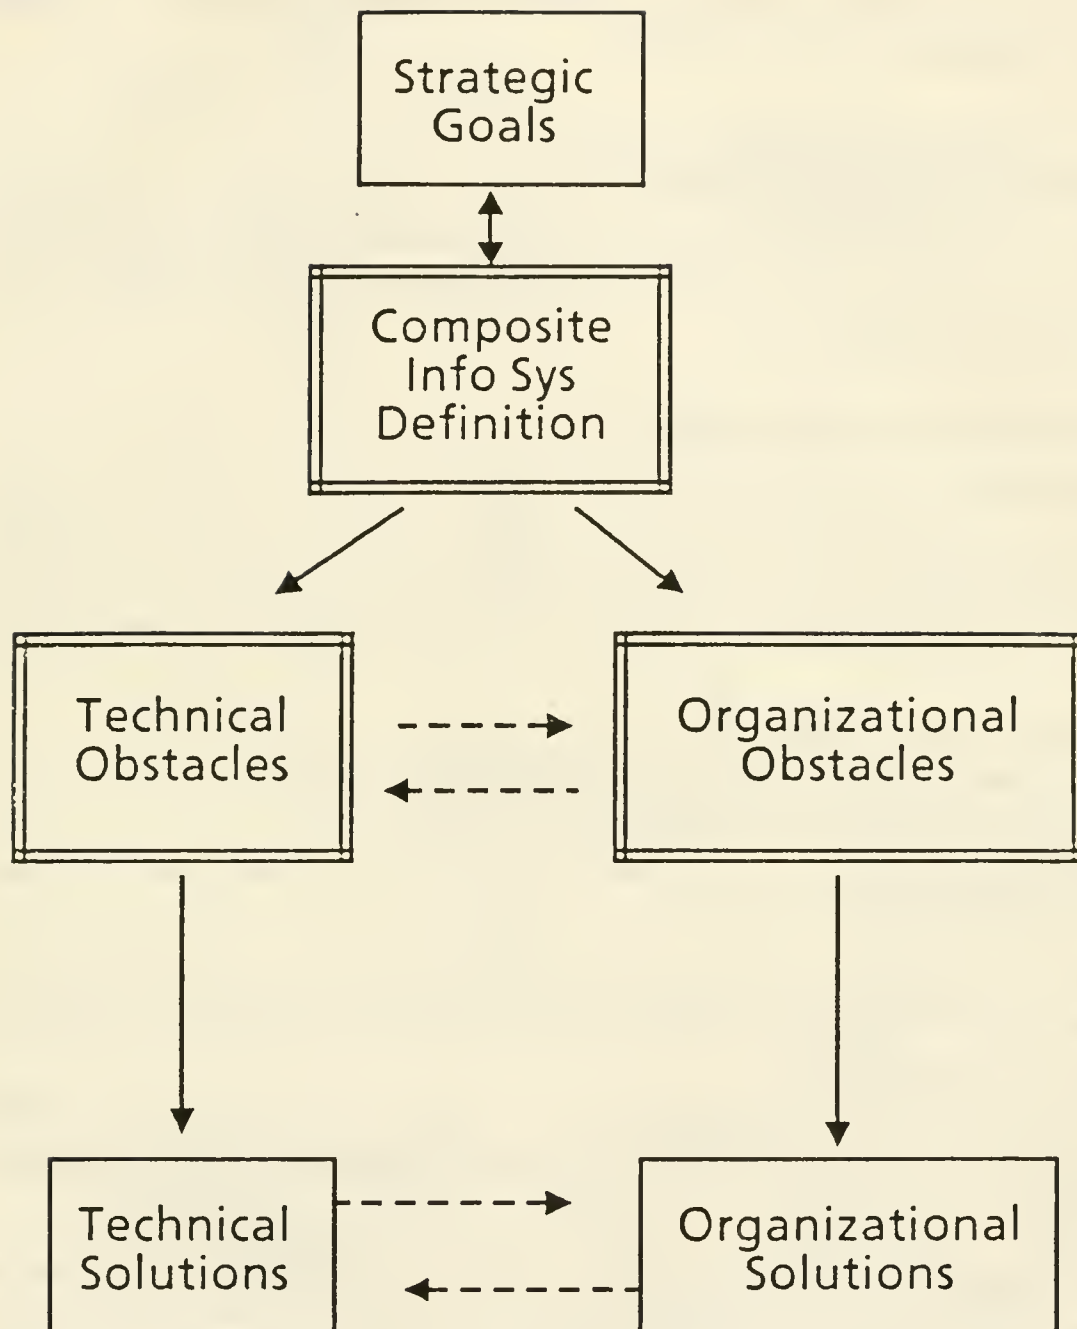 Strategic
Goals
Composite
Info Sys
Definition
Technical
Obstacles
Organizational
Obstacles
Technical
Solutions
Organizational
Solutions